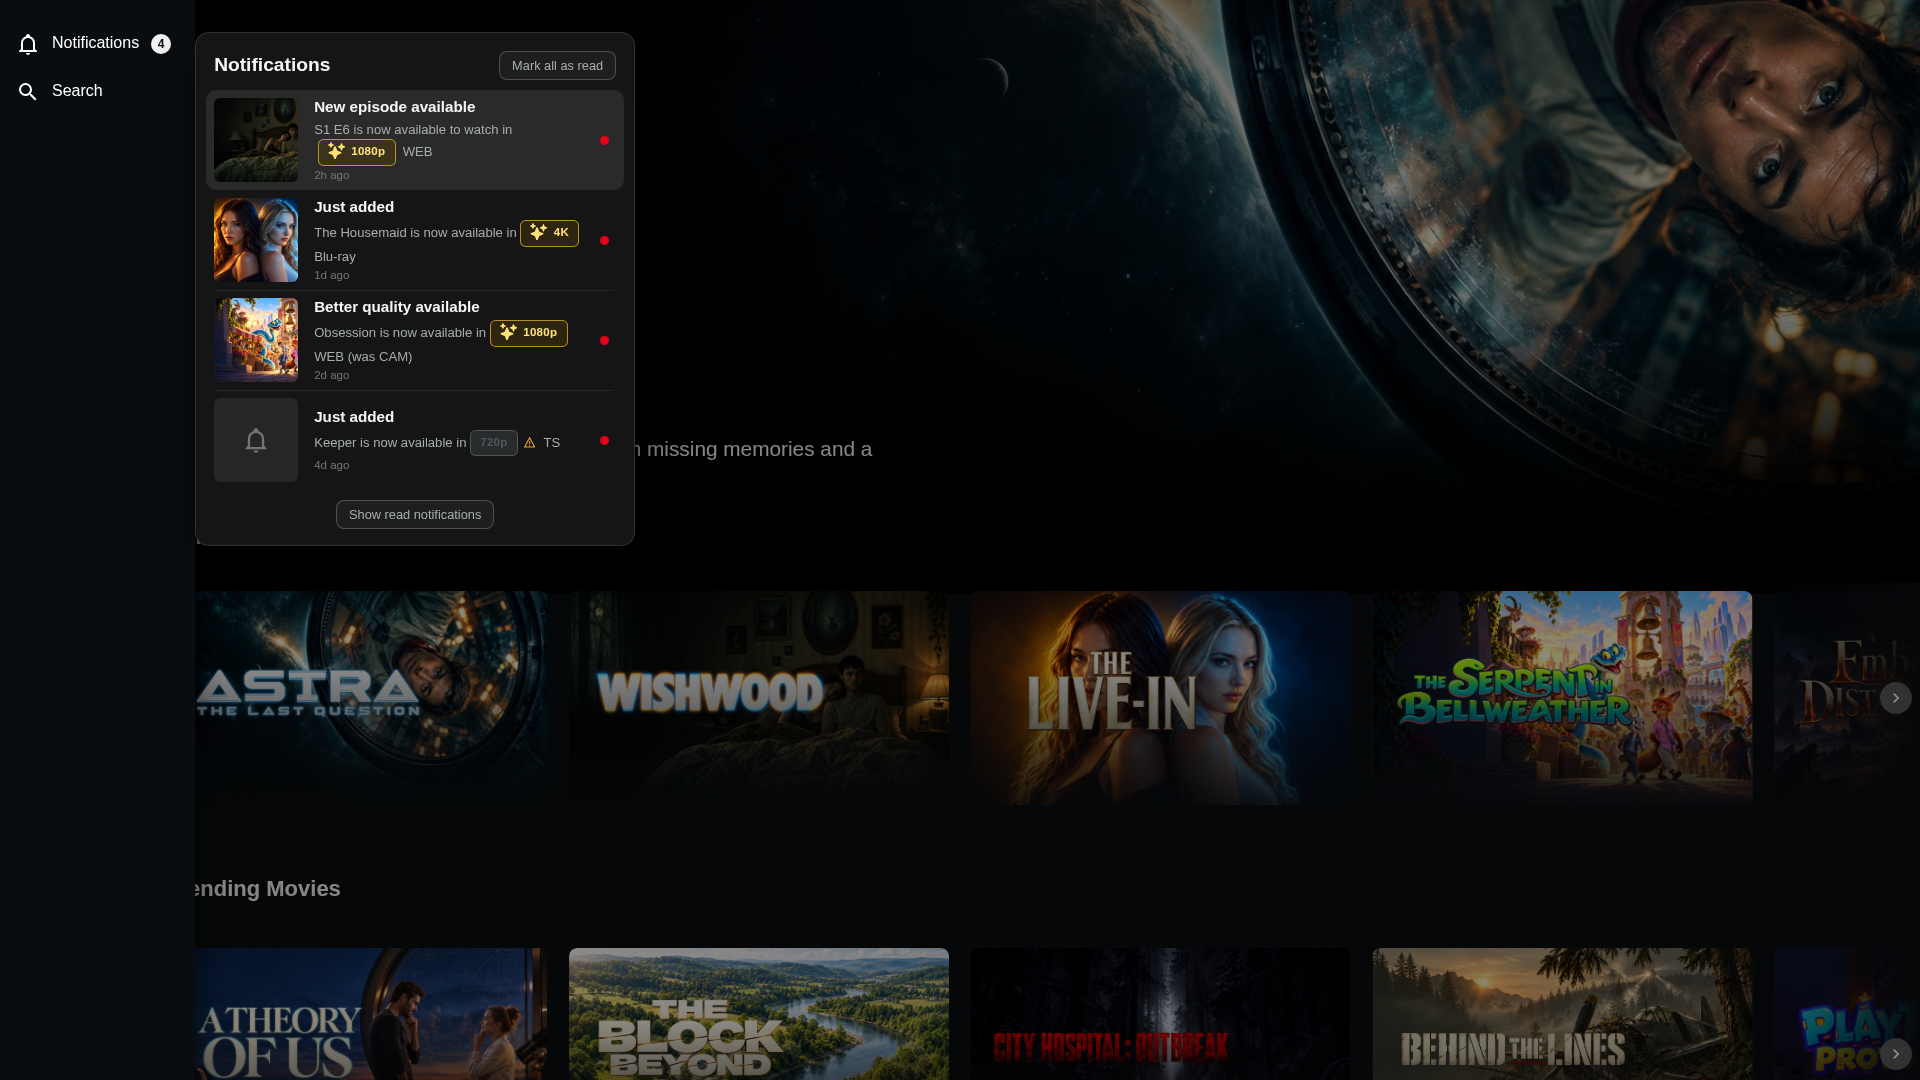 Notifications 4
Search
Notifications
Mark all as read
New episode available
S1 E6 is now available to watch in
1080p WEB
2h ago
Just added
The Housemaid is now available in 4K
Blu-ray
1d ago
Better quality available
Obsession is now available in 1080p
WEB (was CAM)
2d ago
Just added
Keeper is now available in 720p TS
4d ago
Show read notifications
missing memories and a
ASTRA
THE LAST QUESTION
WISHWOOD
THE
LIVE-IN
THE SERPENT IN
BELLWEATHER
ending Movies
A THEORY
OF US
THE
BLOCK
BEYOND
CITY HOSPITAL: OUTBREAK
BEHIND THE LINES
PLAY
PRO